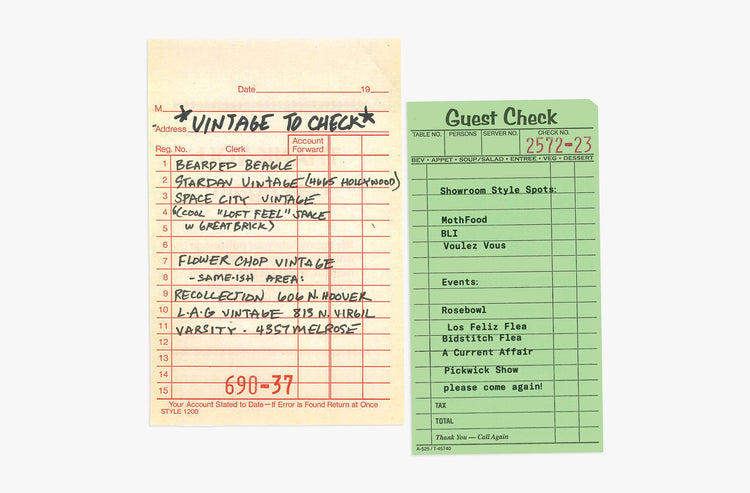 Date 19
M
*VINTAGE TO CHECK*
Address
Reg. No. Clerk Account Forward
1 BEARDED BEAGLE
2 STARDAY VINTAGE (4665 HOLLYWOOD)
3 SPACE CITY VINTAGE
4 (COOL "LOFT FEEL" SPACE
5 W GREAT BRICK)
6
7 FLOWER CHOP VINTAGE
8 - SAME-ISH AREA:
9 RECOLLECTION 606 N. HOOVER
10 L.A.G VINTAGE 813 N. VIRGIL
11 VARSITY - 4357 MELROSE
12
13
14
15 690-37
Your Account Stated to Date—If Error is Found Return at Once
STYLE 1200
Guest Check
TABLE NO. PERSONS SERVER NO. CHECK NO.
2572-23
BEV • APPET • SOUP/SALAD • ENTREE • VEG • DESSERT
Showroom Style Spots:
MothFood
BLI
Voulez Vous
Events:
Rosebowl
Los Feliz Flea
Bidstitch Flea
A Current Affair
Pickwick Show
please come again!
TAX
TOTAL
Thank You — Call Again
A-525 / T-45740